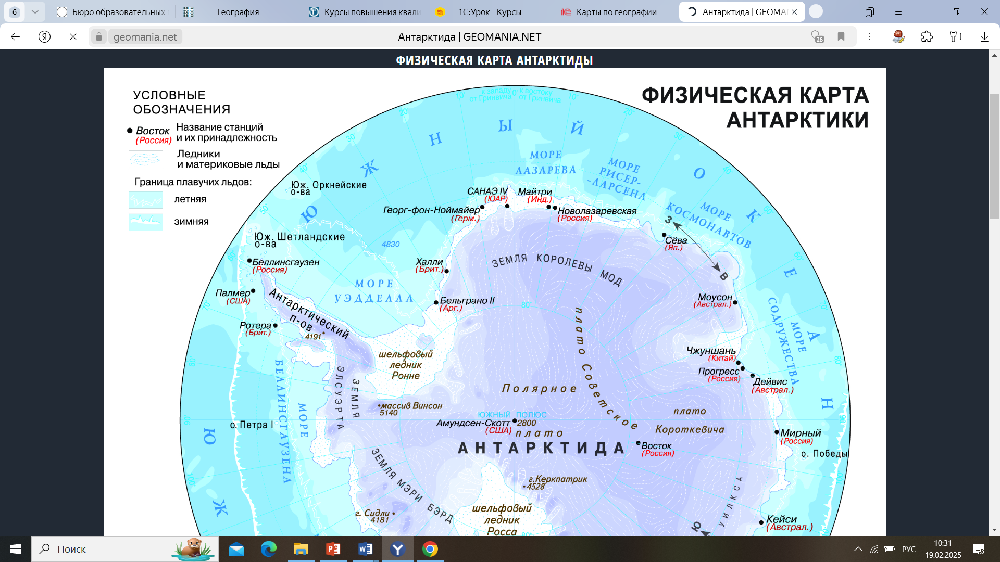 6
Бюро образовательных
География
Курсы повышения квали
1С:Урок - Курсы
Карты по географии
Антарктида | GEOMA
geomania.net
Антарктида | GEOMANIA.NET
26
ФИЗИЧЕСКАЯ КАРТА АНТАРКТИДЫ
УСЛОВНЫЕ
ОБОЗНАЧЕНИЯ
Восток
(Россия)
Название станций
и их принадлежность
Ледники
и материковые льды
Граница плавучих льдов:
летняя
зимняя
ФИЗИЧЕСКАЯ КАРТА
АНТАРКТИКИ
к западу
от Гринвича
0°
к востоку
от Гринвича
10°
10°
20°
20°
30°
30°
40°
40°
50°
50°
60°
60°
70°
70°
80°
80°
90°
90°
100°
110°
ЮЖНЫЙ ОКЕАН
МОРЕ
ЛАЗАРЕВА
МОРЕ
РИСЕР-
-ЛАРСЕНА
МОРЕ
КОСМОНАВТОВ
Юж. Оркнейские
о-ва
САНАЭ IV
(ЮАР)
Майтри
(Инд.)
Георг-фон-Ноймайер
(Герм.)
Новолазаревская
(Россия)
З
В
Сёва
(Яп.)
Юж. Шетландские
о-ва
4830
Беллинсгаузен
(Россия)
Халли
(Брит.)
ЗЕМЛЯ КОРОЛЕВЫ МОД
МОРЕ
УЭДДЕЛЛА
Палмер
(США)
Антарктический
п-ов
Бельграно II
(Арг.)
80°
Моусон
(Австрал.)
МОРЕ
СОДРУЖЕСТВА
Ротера
(Брит.)
4191
шельфовый
ледник
Ронне
плато Советское
Чжуншань
(Китай)
Прогресс
(Россия)
Дейвис
(Австрал.)
МОРЕ
БЕЛЛИНСГАУЗЕНА
ЗЕМЛЯ
ЭЛСУЭРТА
Полярное
плато
массив Винсон
5140
ЮЖНЫЙ ПОЛЮС
Амундсен-Скотт
(США)
2800
плато
Короткевича
о. Петра I
АНТАРКТИДА
Восток
(Россия)
Мирный
(Россия)
о. Победы
ЗЕМЛЯ МЭРИ БЭРД
г.Керкпатрик
4528
г. Сидли
4181
шельфовый
ледник
Росса
80°
УИЛКСА
Ю
Кейси
(Австрал.)
ЮЖ
Поиск
РУС
10:31
19.02.2025